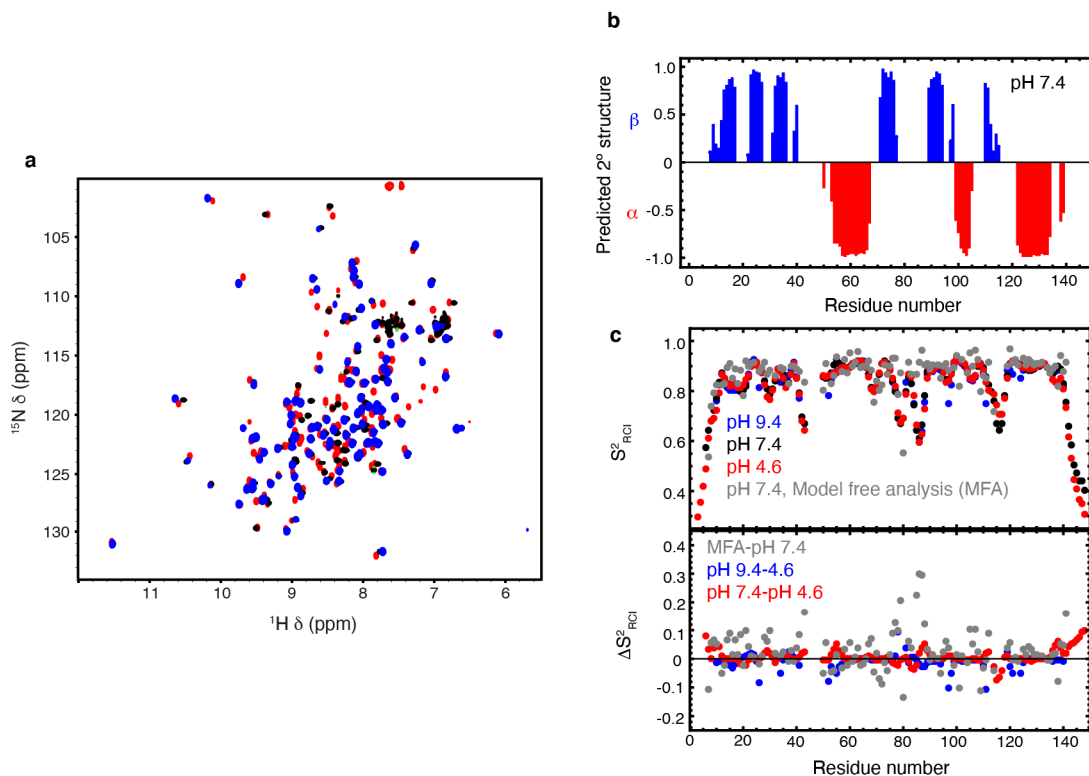 a
105
110
115
120
125
130
¹⁵N δ (ppm)
11 10 9 8 7 6
¹H δ (ppm)
b
pH 7.4
1.0
0.5
0
-0.5
-1.0
β
α
Predicted 2º structure
0 20 40 60 80 100 120 140
Residue number
c
1.0
0.8
0.6
0.4
S²RCI
pH 9.4
pH 7.4
pH 4.6
pH 7.4, Model free analysis (MFA)
0.4
0.3
0.2
0.1
0
-0.1
-0.2
ΔS²RCI
MFA-pH 7.4
pH 9.4-4.6
pH 7.4-pH 4.6
0 20 40 60 80 100 120 140
Residue number